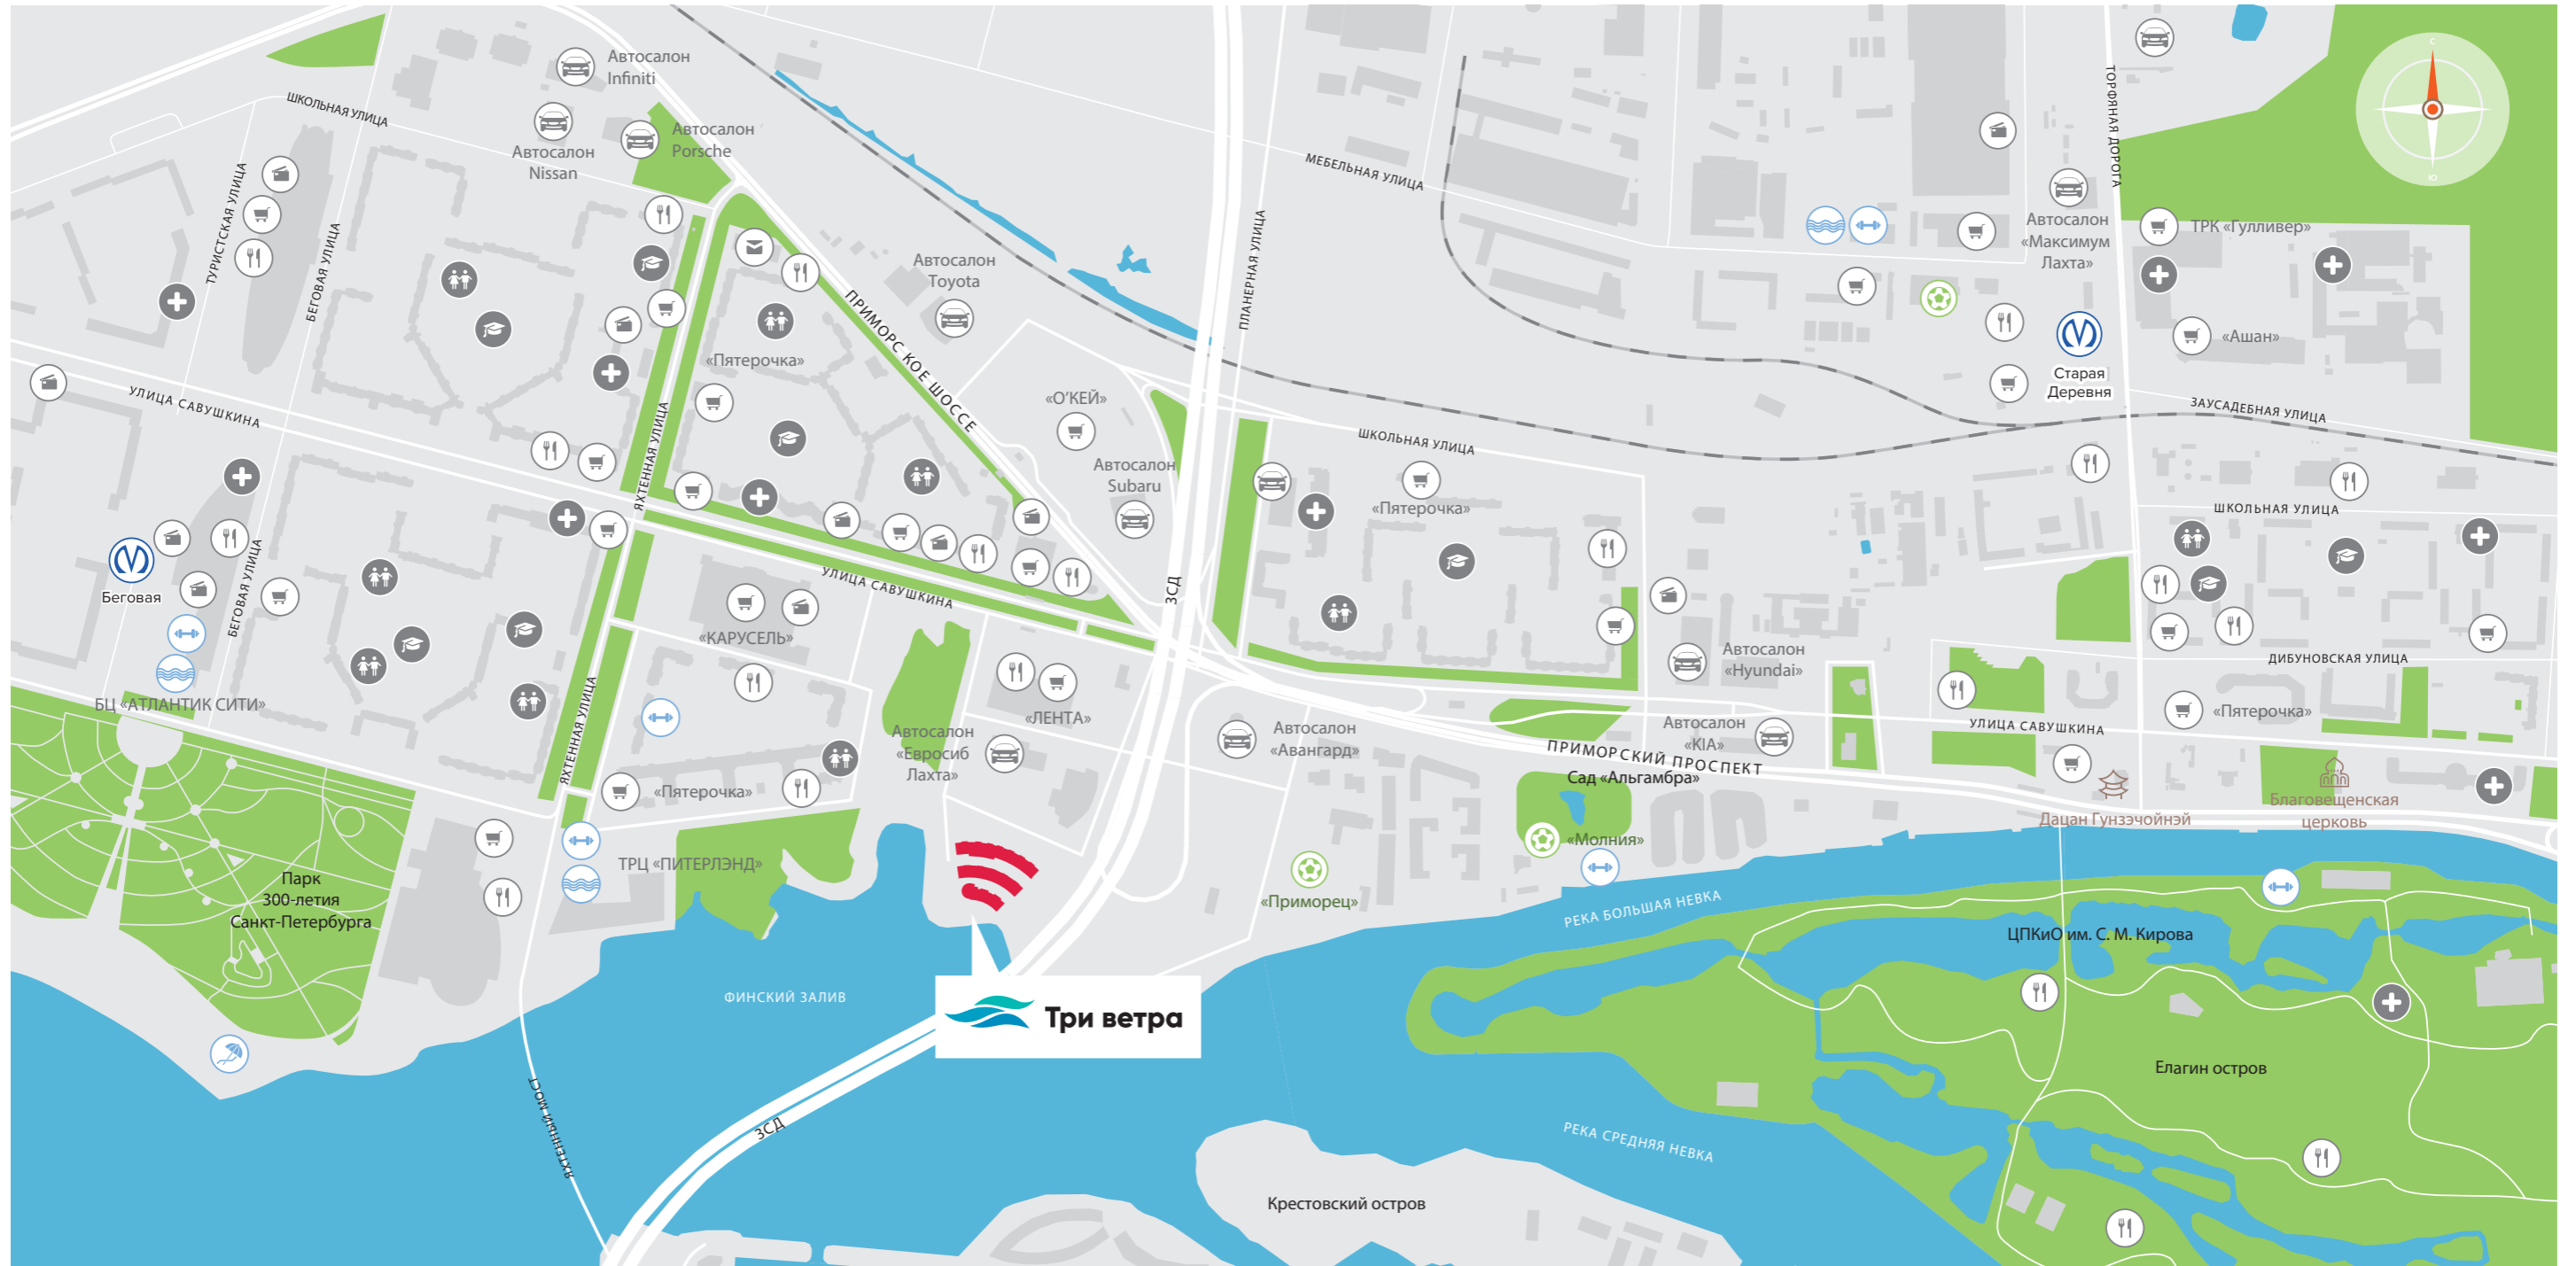 С
Ю
Автосалон
Infiniti
Автосалон
Nissan
Автосалон
Porsche
ШКОЛЬНАЯ УЛИЦА
ТУРИСТСКАЯ УЛИЦА
БЕГОВАЯ УЛИЦА
МЕБЕЛЬНАЯ УЛИЦА
ТОРФЯНАЯ ДОРОГА
ПЛАНЕРНАЯ УЛИЦА
Автосалон
«Максимум
Лахта»
ТРК «Гулливер»
Автосалон
Toyota
ПРИМОРС КОЕ ШОССЕ
«Пятерочка»
«Ашан»
Старая
Деревня
ЗАУСАДЕБНАЯ УЛИЦА
УЛИЦА САВУШКИНА
ЯХТЕННАЯ УЛИЦА
«О'КЕЙ»
ШКОЛЬНАЯ УЛИЦА
Автосалон
Subaru
«Пятерочка»
ШКОЛЬНАЯ УЛИЦА
Беговая
БЕГОВАЯ УЛИЦА
УЛИЦА САВУШКИНА
ЗСД
«КАРУСЕЛЬ»
Автосалон
«Hyundai»
ДИБУНОВСКАЯ УЛИЦА
БЦ «АТЛАНТИК СИТИ»
ЯХТЕННАЯ УЛИЦА
«ЛЕНТА»
Автосалон
«Евросиб
Лахта»
Автосалон
«Авангард»
Автосалон
«KIA»
УЛИЦА САВУШКИНА
«Пятерочка»
ПРИМОРСКИЙ ПРОСПЕКТ
Сад «Альгамбра»
«Пятерочка»
Благовещенская
церковь
Дацан Гунзэчойнэй
«Молния»
ТРЦ «ПИТЕРЛЭНД»
Парк
300-летия
Санкт-Петербурга
«Приморец»
РЕКА БОЛЬШАЯ НЕВКА
ЦПКиО им. С. М. Кирова
ФИНСКИЙ ЗАЛИВ
Три ветра
Елагин остров
ЯХТЕННЫЙ МОСТ
ЗСД
РЕКА СРЕДНЯЯ НЕВКА
Крестовский остров